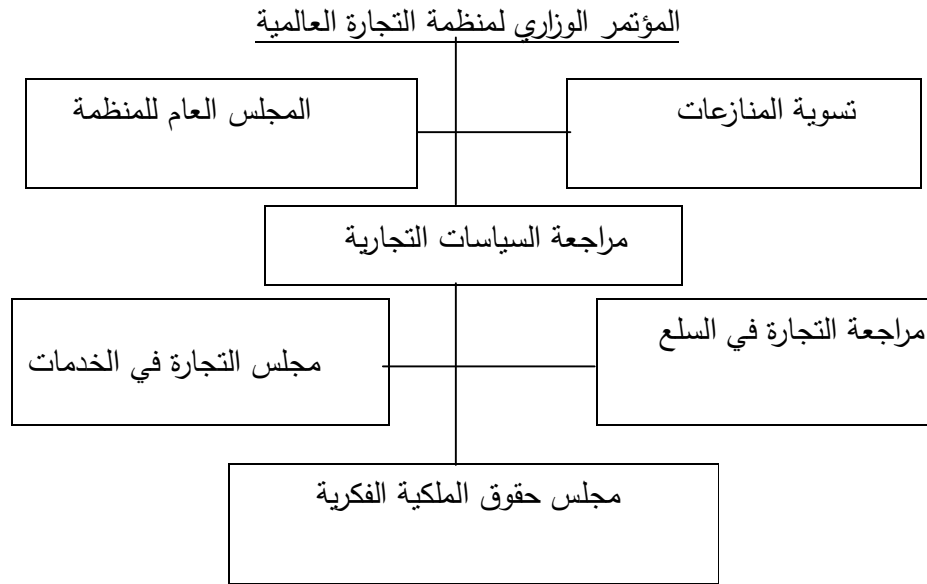 المؤتمر الوزاري لمنظمة التجارة العالمية
تسوية المنازعات
المجلس العام للمنظمة
مراجعة السياسات التجارية
مراجعة التجارة في السلع
مجلس التجارة في الخدمات
مجلس حقوق الملكية الفكرية